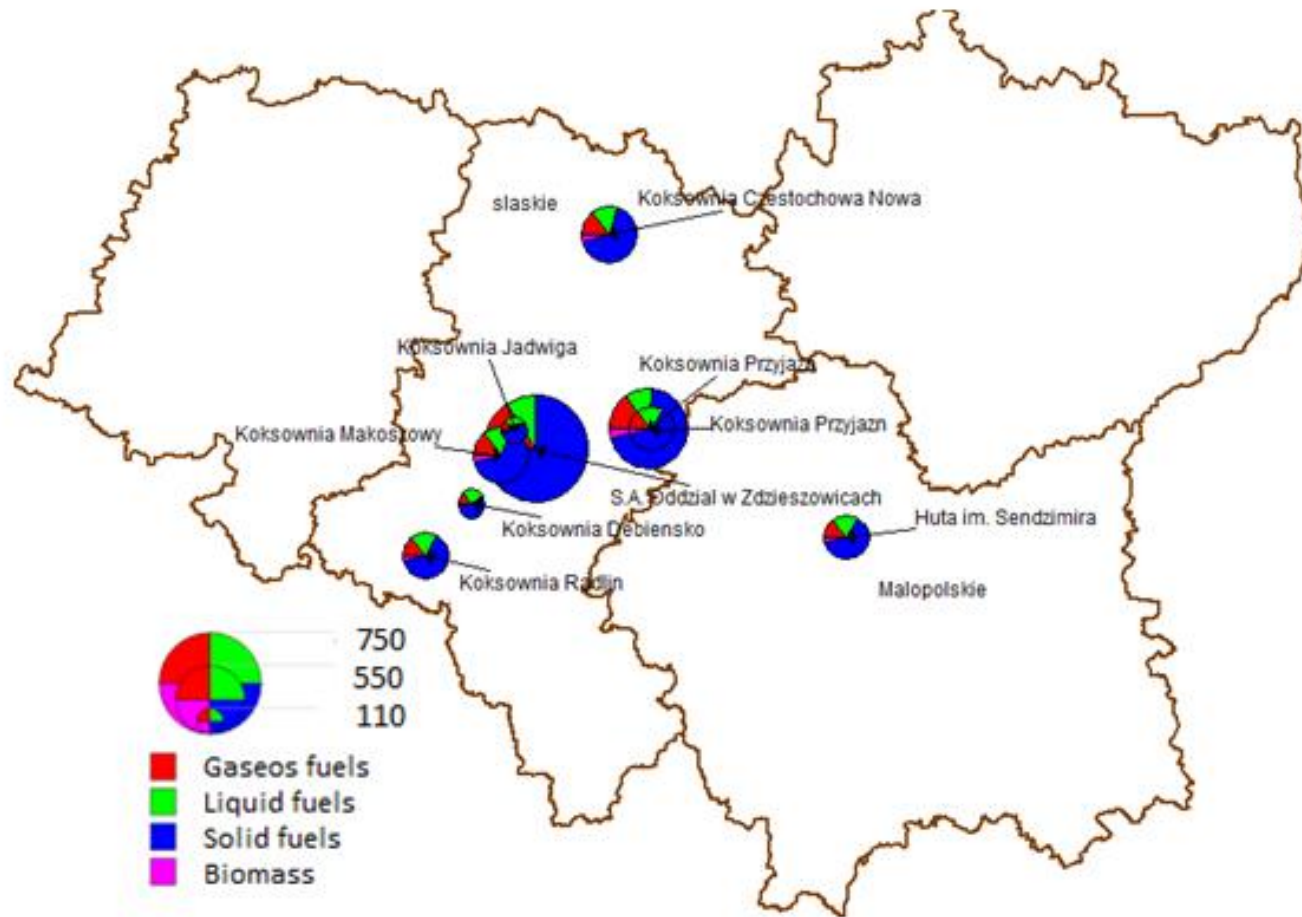 slaskie
Koksownia Czestochowa Nowa
Koksownia Jadwiga
Koksownia Przyjazn
Koksownia Makoszowy
Koksownia Przyjazn
S.A. Oddzial w Zdzieszowicach
Koksownia Debiensko
Huta im. Sendzimira
Koksownia Radlin
Malopolskie
750
550
110
Gaseos fuels
Liquid fuels
Solid fuels
Biomass